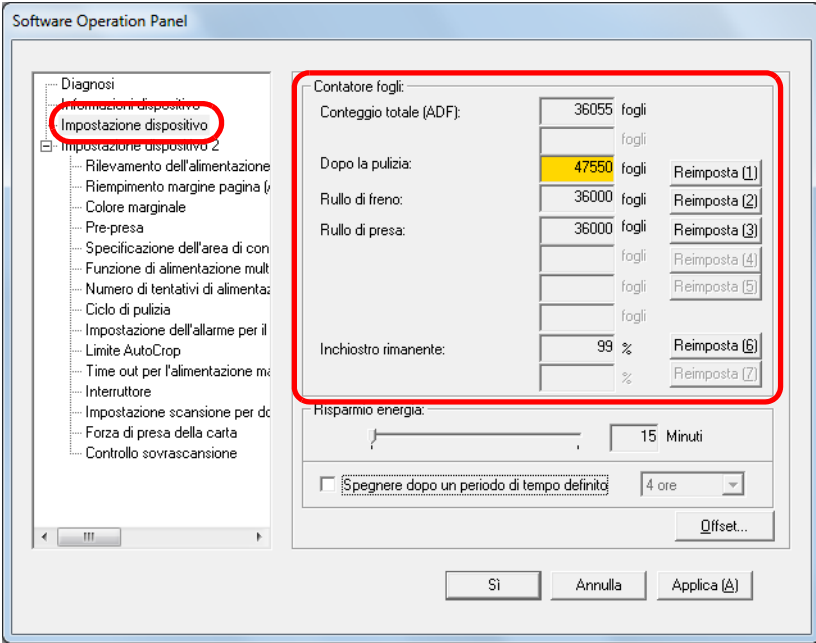 Software Operation Panel
Diagnosi
Informazioni dispositivo
Impostazione dispositivo
Impostazione dispositivo 2
Rilevamento dell'alimentazione
Riempimento margine pagina (
Colore marginale
Pre-presa
Specificazione dell'area di con
Funzione di alimentazione mult
Numero di tentativi di alimentaz
Ciclo di pulizia
Impostazione dell'allarme per il
Limite AutoCrop
Time out per l'alimentazione ma
Interruttore
Impostazione scansione per do
Forza di presa della carta
Controllo sovrascansione
Contatore fogli:
Conteggio totale (ADF): 36055 fogli
fogli
Dopo la pulizia: 47550 fogli Reimposta (1)
Rullo di freno: 36000 fogli Reimposta (2)
Rullo di presa: 36000 fogli Reimposta (3)
fogli Reimposta (4)
fogli Reimposta (5)
fogli
Inchiostro rimanente: 99 % Reimposta (6)
% Reimposta (7)
Risparmio energia:
15 Minuti
Spegnere dopo un periodo di tempo definito 4 ore
Offset...
Sì Annulla Applica (A)